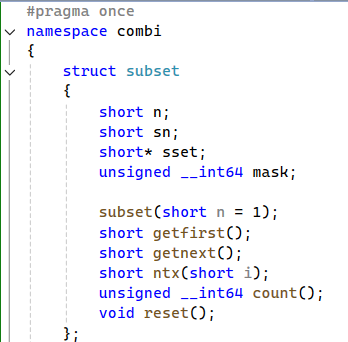 #pragma once
namespace combi
{
struct subset
{
short n;
short sn;
short* sset;
unsigned __int64 mask;
subset(short n = 1);
short getfirst();
short getnext();
short ntx(short i);
unsigned __int64 count();
void reset();
};